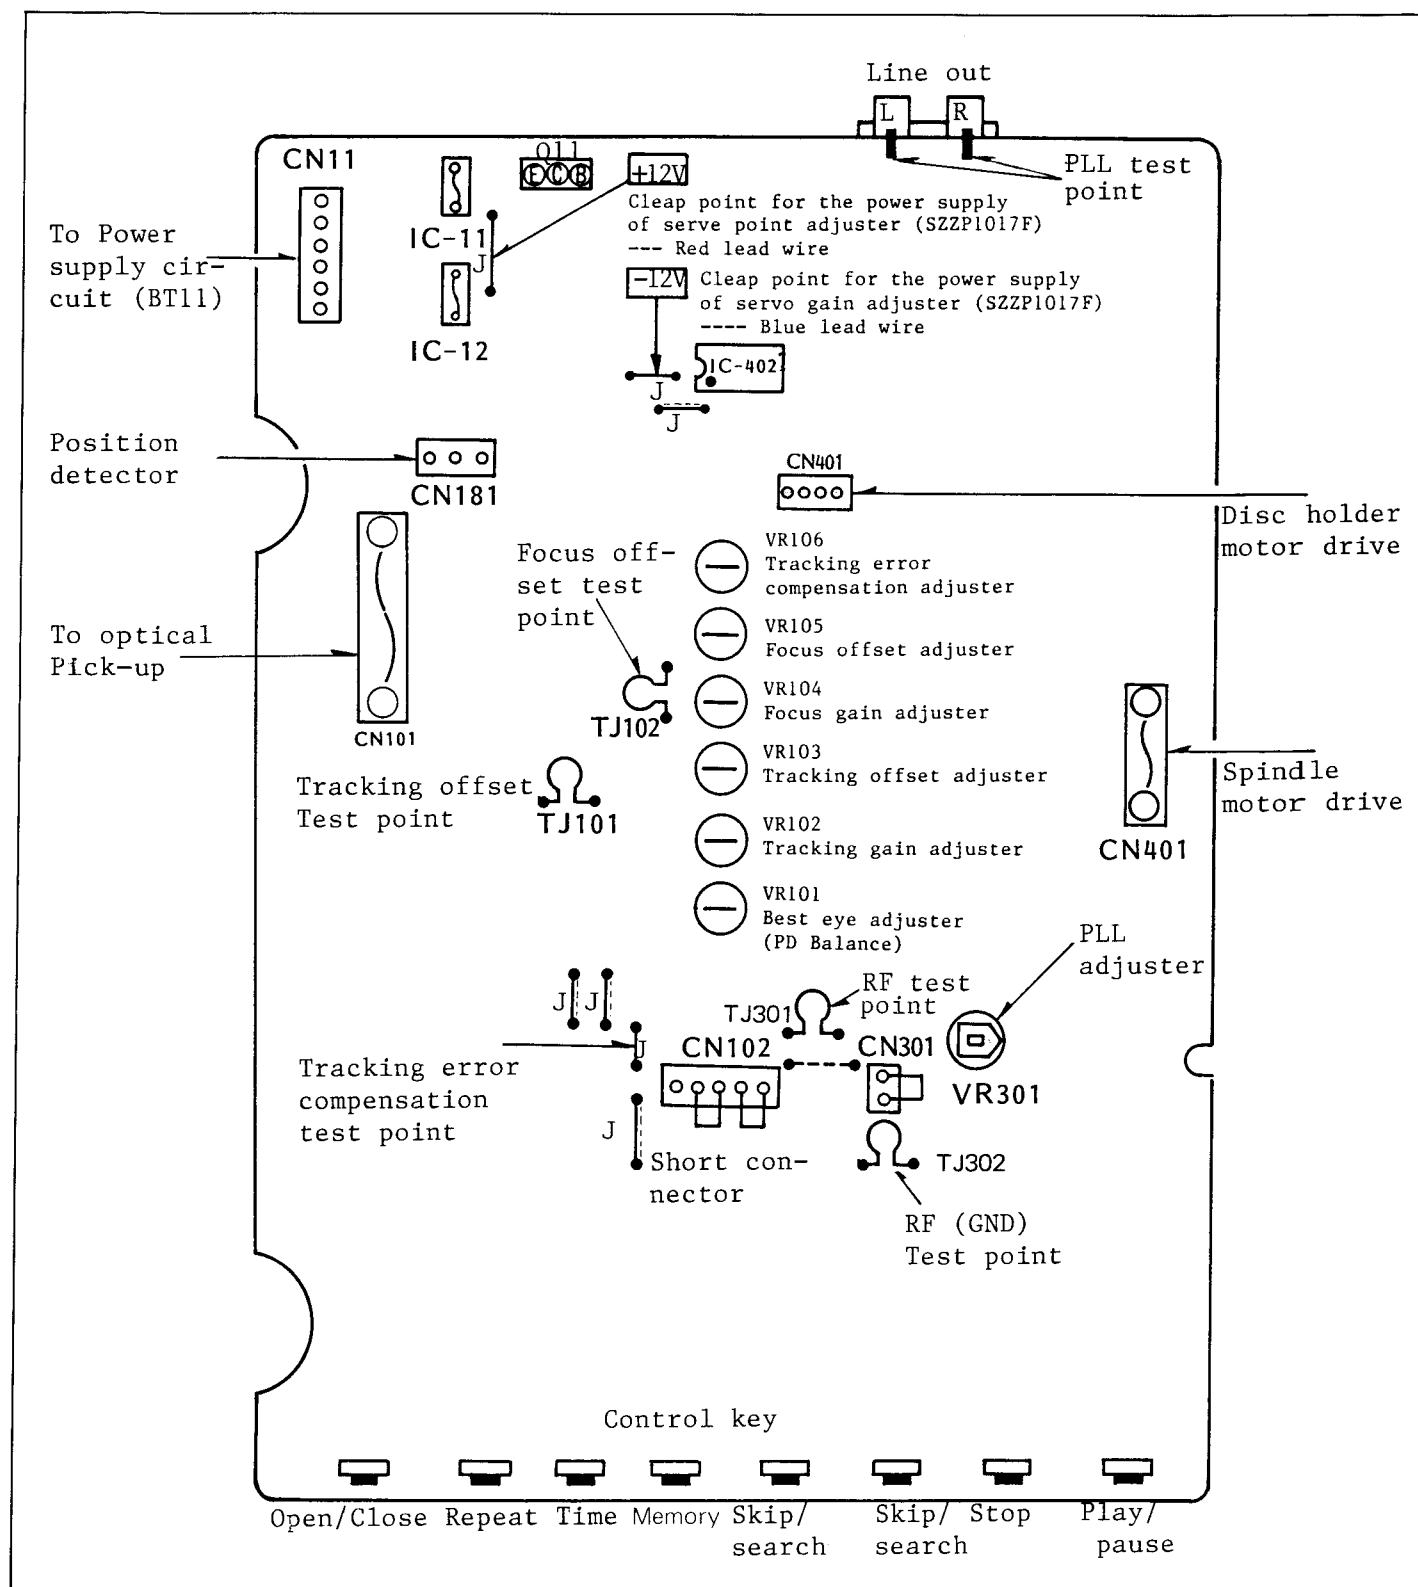 Line out
L R
PLL test
point
CN11
Q11
E C B
+12V
Cleap point for the power supply
of serve point adjuster (SZZP1017F)
--- Red lead wire
To Power
supply cir-
cuit (BT11)
IC-11
J
-12V
Cleap point for the power supply
of servo gain adjuster (SZZP1017F)
---- Blue lead wire
IC-12
IC-402
J
J
Position
detector
CN181
CN401
Disc holder
motor drive
Focus off-
set test
point
VR106
Tracking error
compensation adjuster
VR105
Focus offset adjuster
To optical
Pick-up
VR104
Focus gain adjuster
TJ102
CN101
VR103
Tracking offset adjuster
Tracking offset
Test point
TJ101
Spindle
motor drive
VR102
Tracking gain adjuster
CN401
VR101
Best eye adjuster
(PD Balance)
PLL
adjuster
RF test
point
J J
TJ301
J
CN102
CN301
VR301
Tracking error
compensation
test point
J
Short con-
nector
TJ302
RF (GND)
Test point
Control key
Open/Close Repeat Time Memory Skip/
search
Skip/
search
Stop
Play/
pause